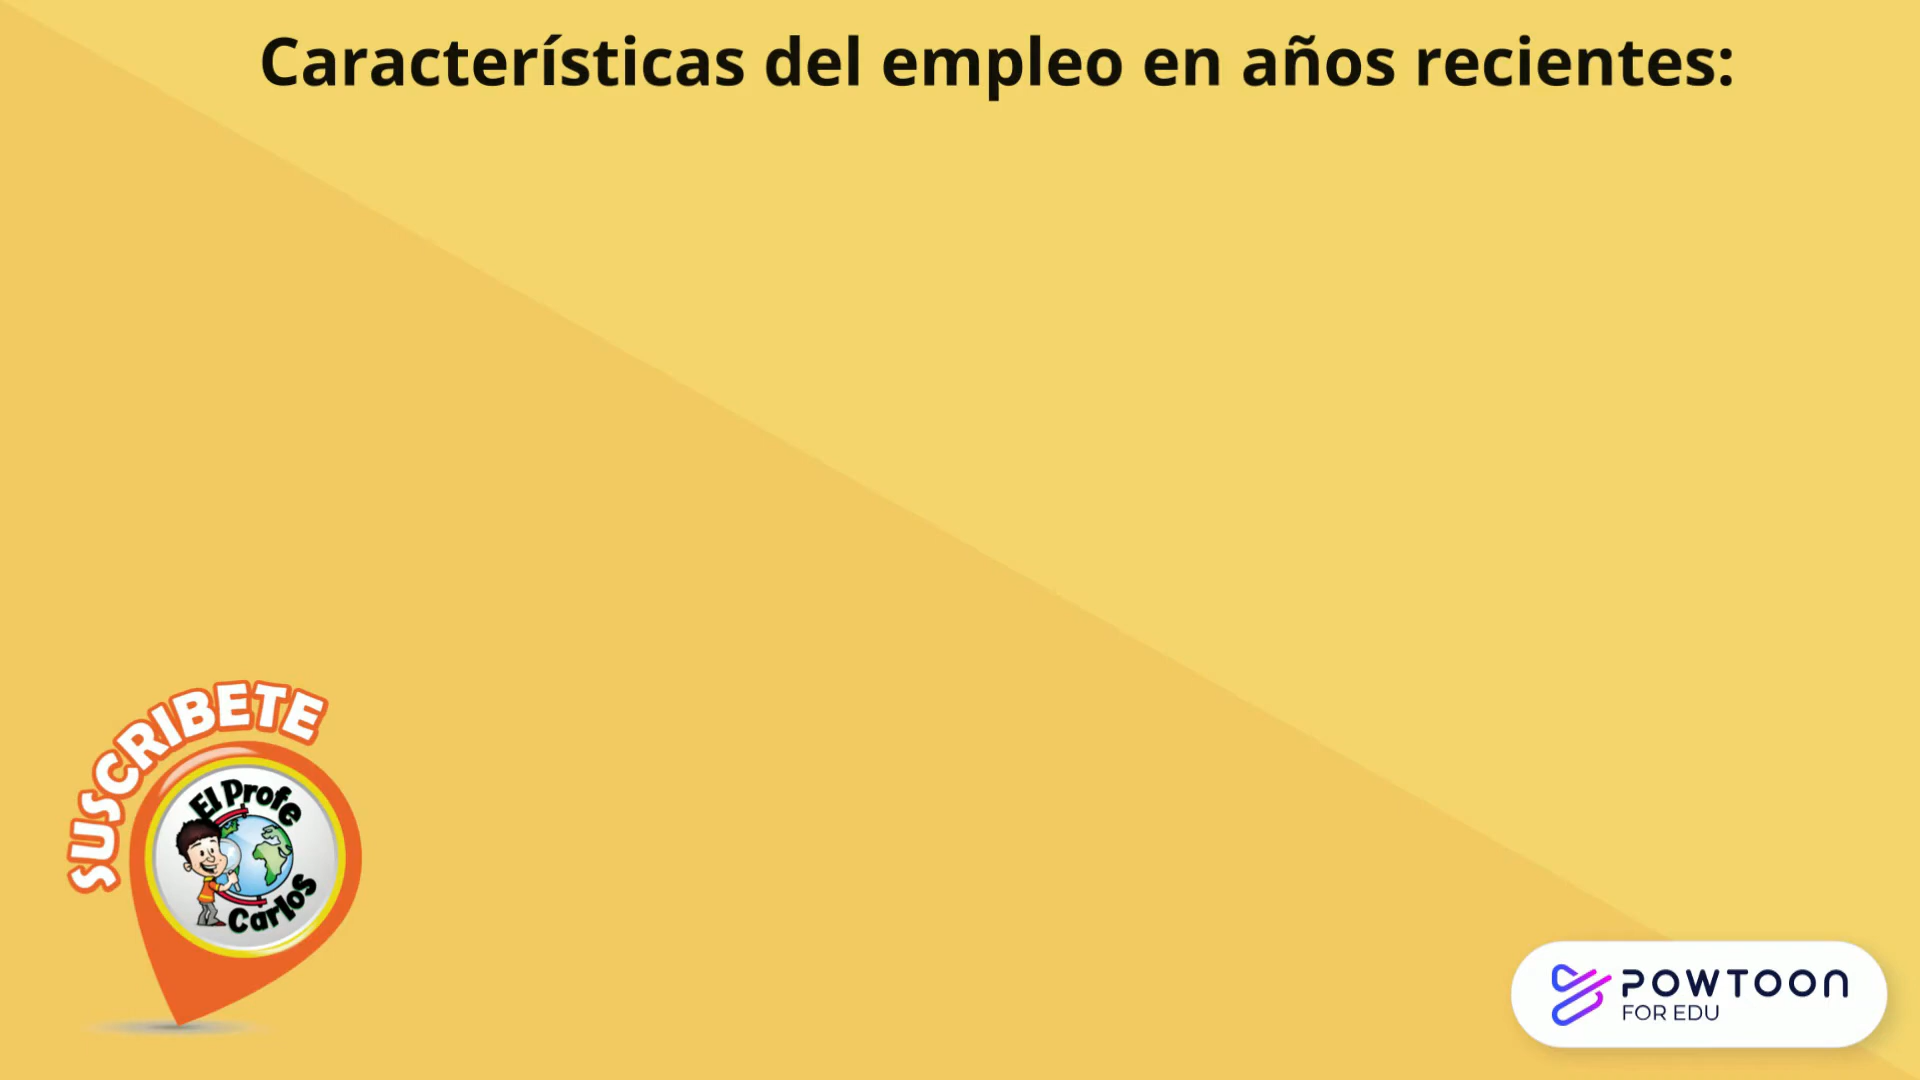 Características del empleo en años recientes:
SUSCRIBETE
El Profe
Carlos
POWTOON
FOR EDU